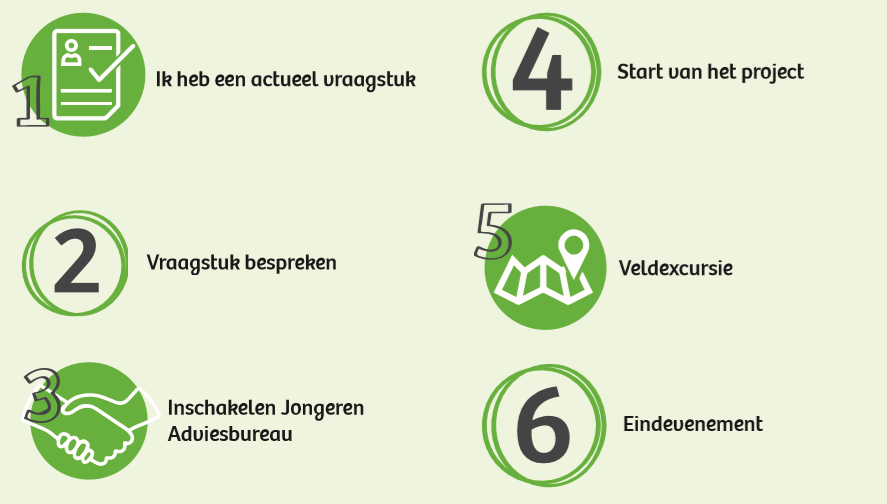 1
Ik heb een actueel vraagstuk
2
Vraagstuk bespreken
3
Inschakelen Jongeren
Adviesbureau
4
Start van het project
5
Veldexcursie
6
Eindevenement